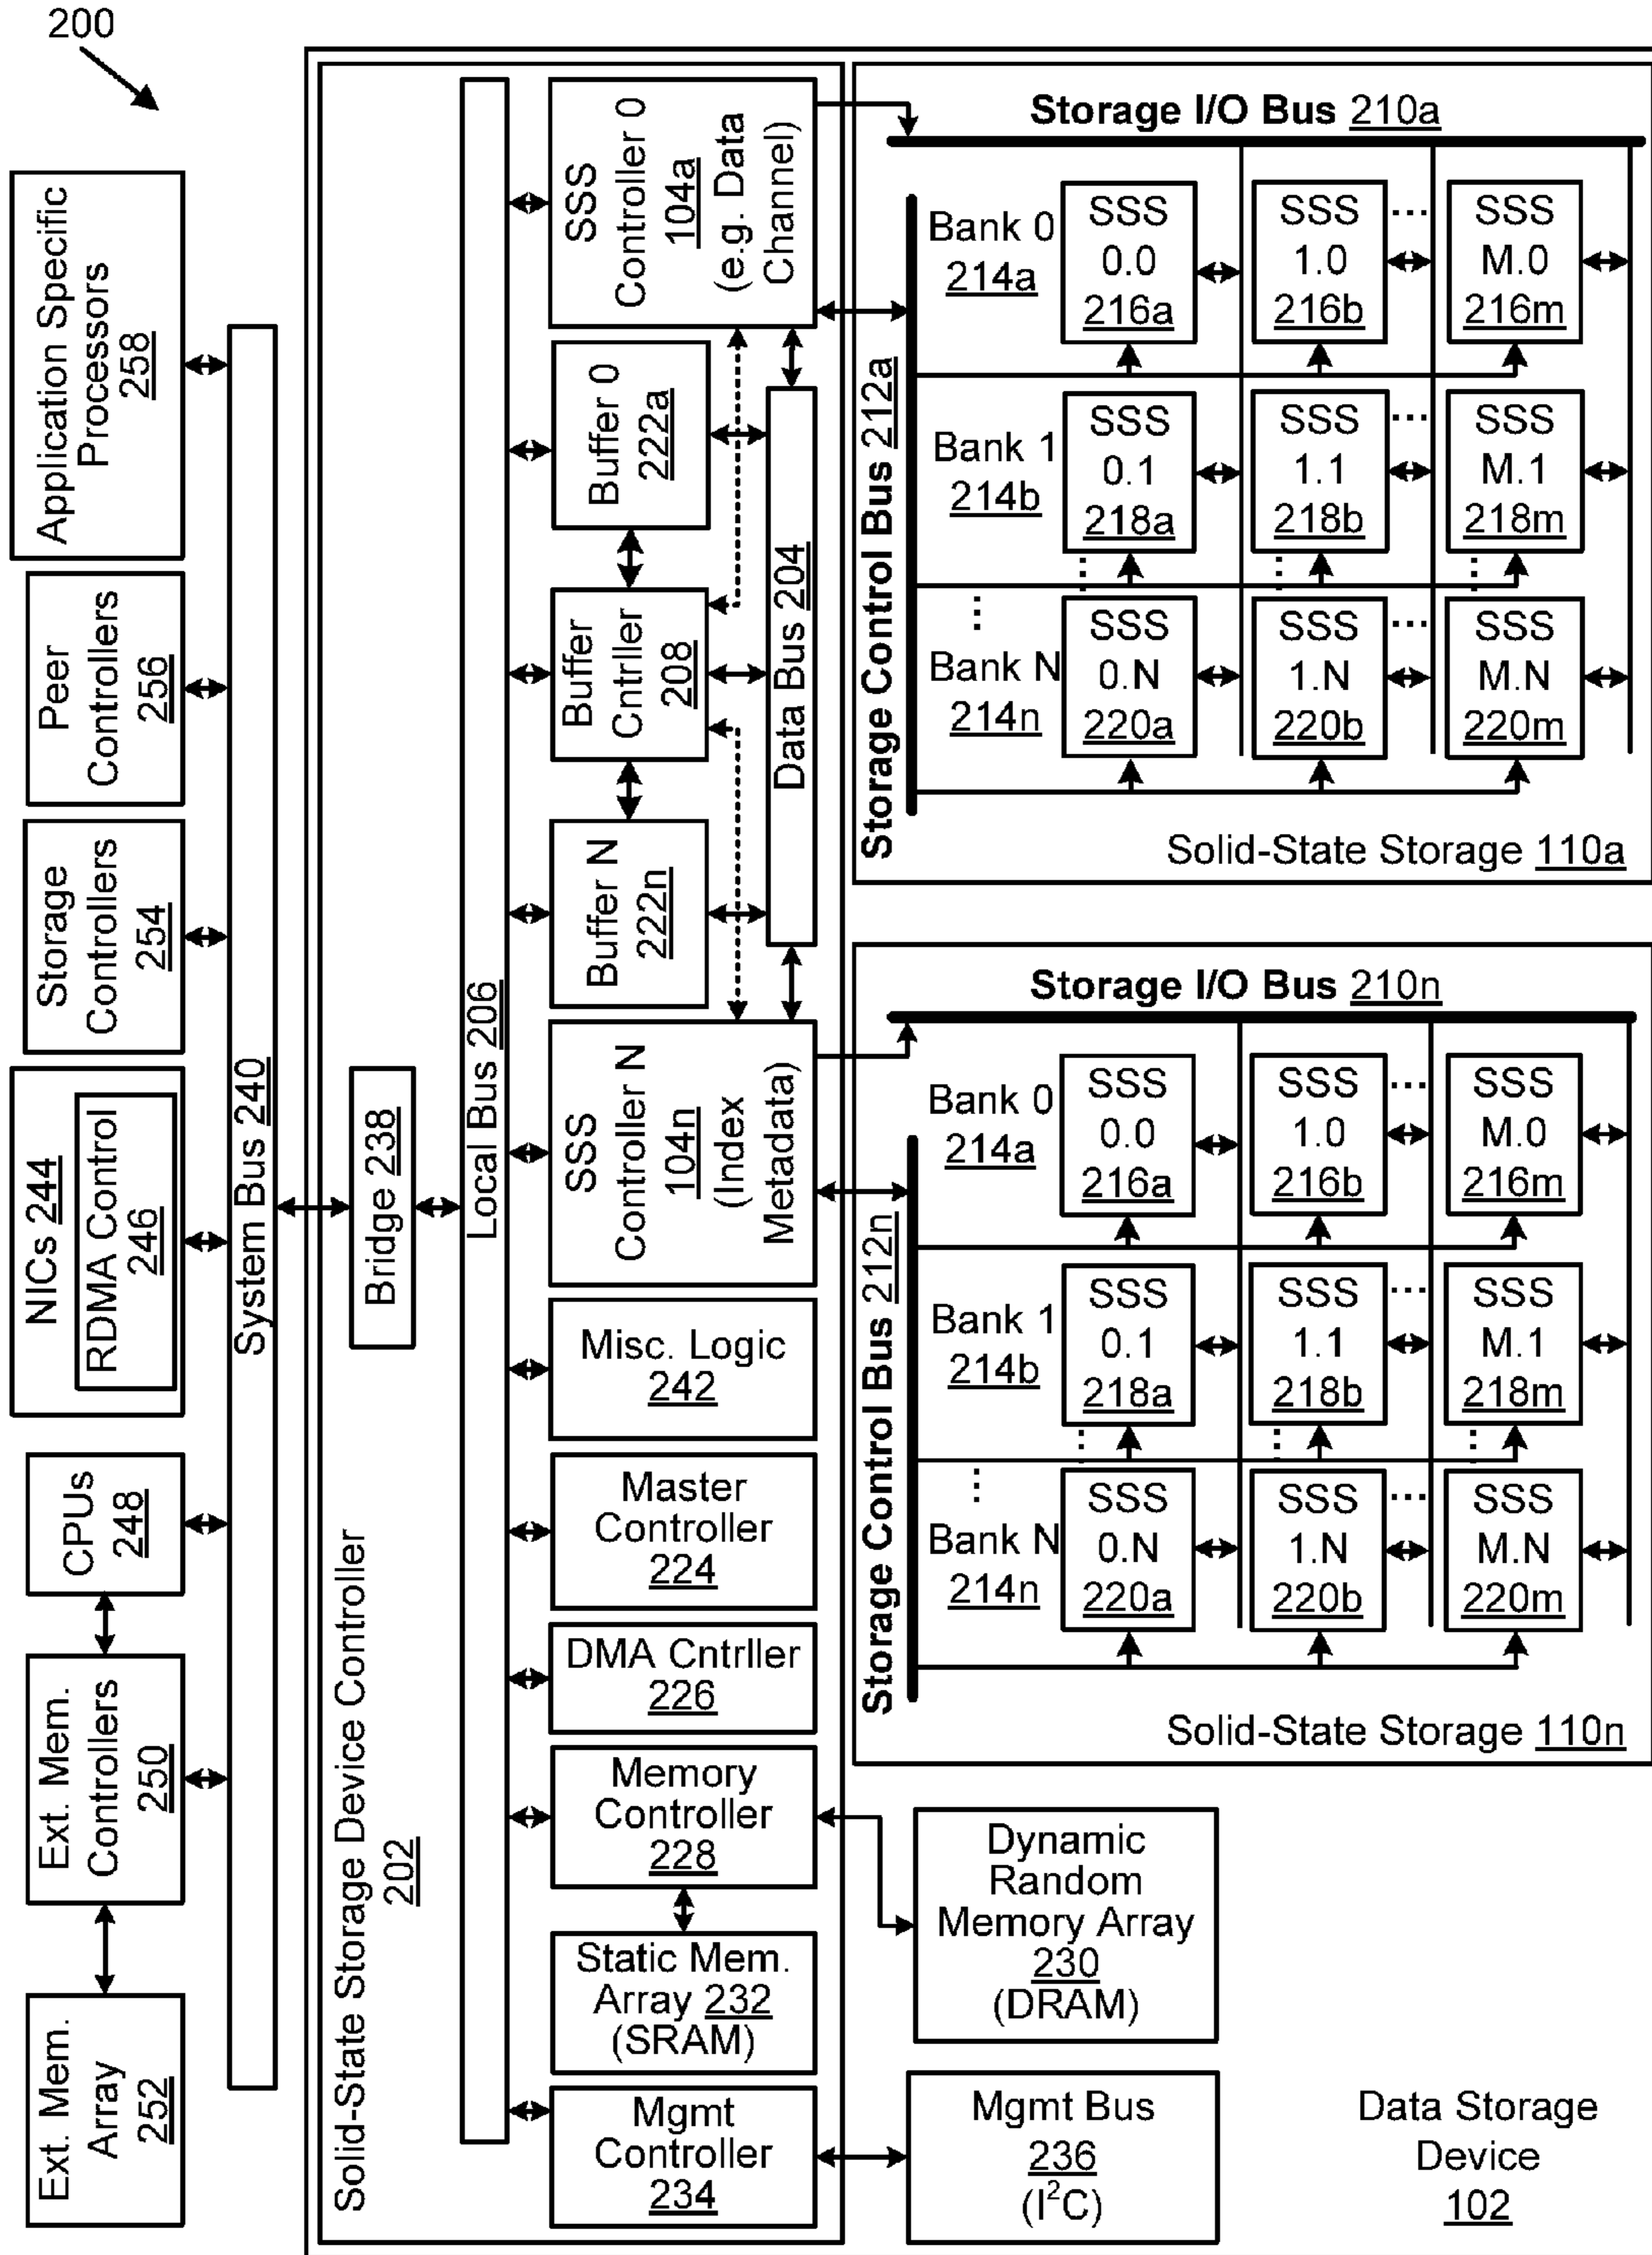 200
Application Specific
Processors
258
Peer
Controllers
256
Storage
Controllers
254
NICs 244
RDMA Control
246
CPUs
248
Ext. Mem.
Controllers
250
Ext. Mem.
Array
252
System Bus 240
Solid-State Storage Device Controller
202
Bridge 238
Local Bus 206
SSS
Controller 0
104a
(e.g. Data
Channel)
Buffer 0
222a
Buffer
Cntrller
208
Buffer N
222n
Data Bus 204
SSS
Controller N
104n
(Index
Metadata)
Misc. Logic
242
Master
Controller
224
DMA Cntrller
226
Memory
Controller
228
Static Mem.
Array 232
(SRAM)
Mgmt
Controller
234
Storage I/O Bus 210a
Storage Control Bus 212a
Bank 0
214a
SSS
0.0
216a
SSS
1.0
216b
...
SSS
M.0
216m
Bank 1
214b
SSS
0.1
218a
SSS
1.1
218b
...
SSS
M.1
218m
Bank N
214n
SSS
0.N
220a
SSS
1.N
220b
...
SSS
M.N
220m
Solid-State Storage 110a
Storage I/O Bus 210n
Storage Control Bus 212n
Bank 0
214a
SSS
0.0
216a
SSS
1.0
216b
...
SSS
M.0
216m
Bank 1
214b
SSS
0.1
218a
SSS
1.1
218b
...
SSS
M.1
218m
Bank N
214n
SSS
0.N
220a
SSS
1.N
220b
...
SSS
M.N
220m
Solid-State Storage 110n
Dynamic
Random
Memory Array
230
(DRAM)
Mgmt Bus
236
(I²C)
Data Storage
Device
102